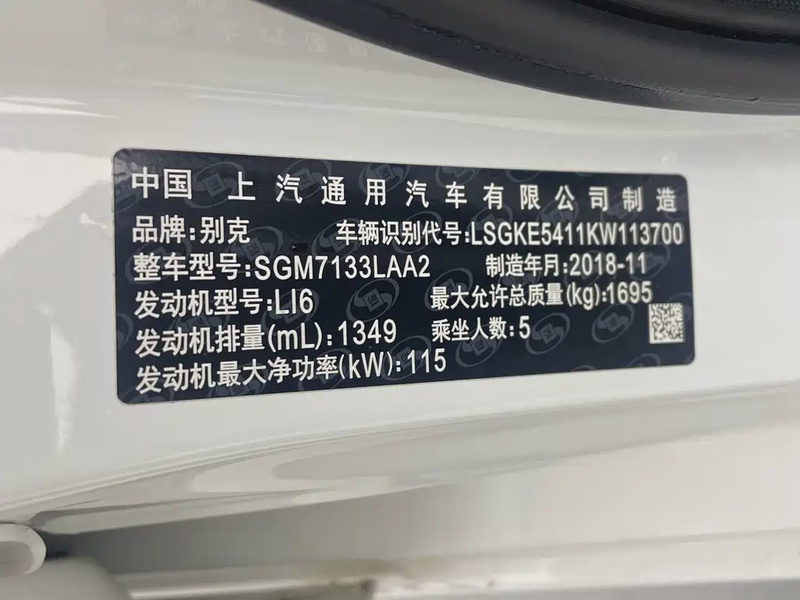 中国 上汽通用汽车有限公司制造
品牌:别克 车辆识别代号:LSGKE5411KW113700
整车型号:SGM7133LAA2 制造年月:2018-11
发动机型号:LI6 最大允许总质量(kg):1695
发动机排量(mL):1349 乘坐人数:5
发动机最大净功率(kW):115